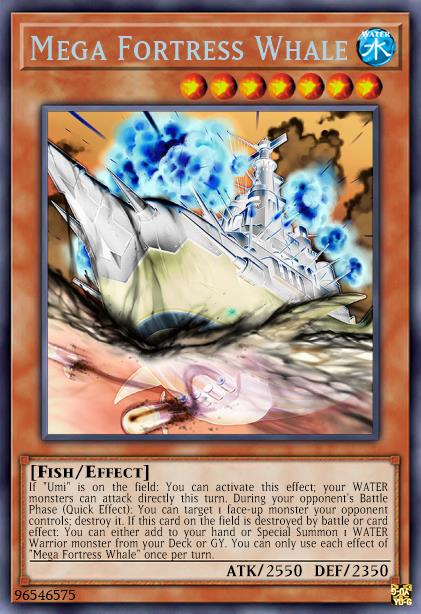 MEGA FORTRESS WHALE
WATER
水
[FISH/EFFECT]
If "Umi" is on the field: You can activate this effect; your WATER
monsters can attack directly this turn. During your opponent's Battle
Phase (Quick Effect): You can target 1 face-up monster your opponent
controls; destroy it. If this card on the field is destroyed by battle or card
effect: You can either add to your hand or Special Summon 1 WATER
Warrior monster from your Deck or GY. You can only use each effect of
"Mega Fortress Whale" once per turn.
ATK/2550 DEF/2350
96546575